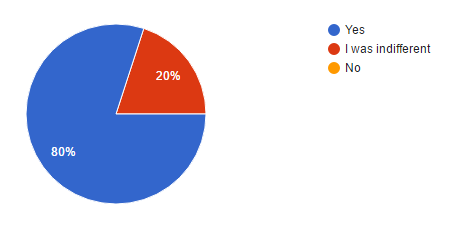 Yes
I was indifferent
No
20%
80%